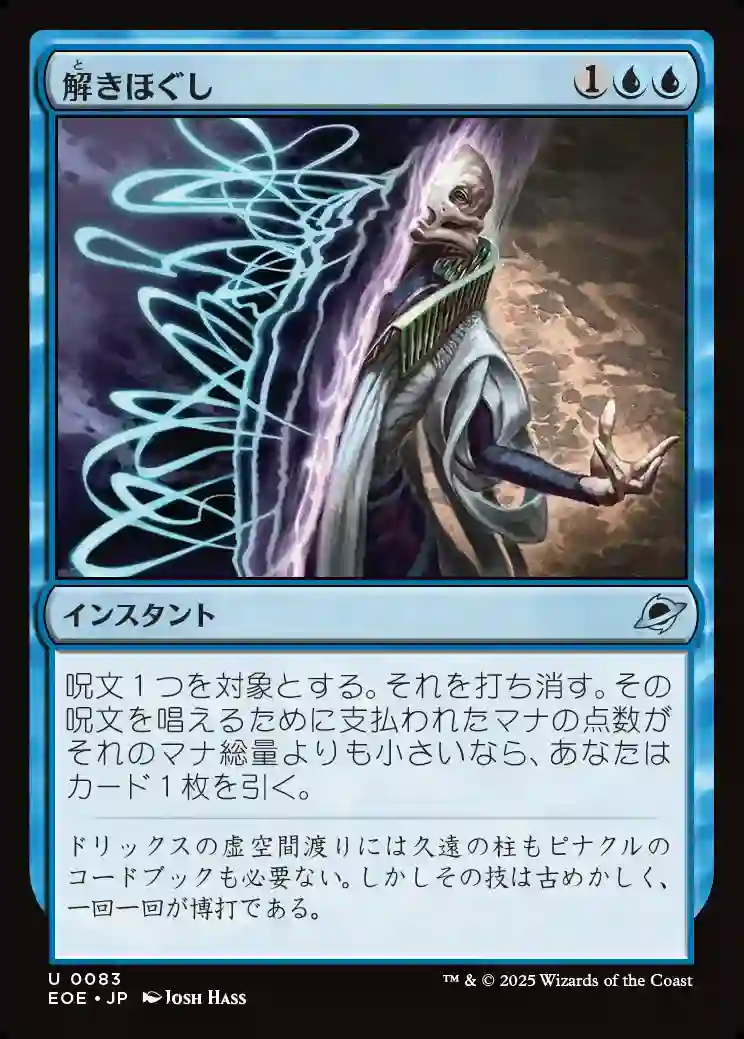 と
解きほぐし
1
インスタント
呪文1つを対象とする。それを打ち消す。その
呪文を唱えるために支払われたマナの点数が
それのマナ総量よりも小さいなら、あなたは
カード1枚を引く。
ドリックスの虚空間渡りには久遠の柱もピナクルの
コードブックも必要ない。しかしその技は古めかしく、
一回一回が博打である。
U 0083
EOE • JP Josh Hass
™ & © 2025 Wizards of the Coast